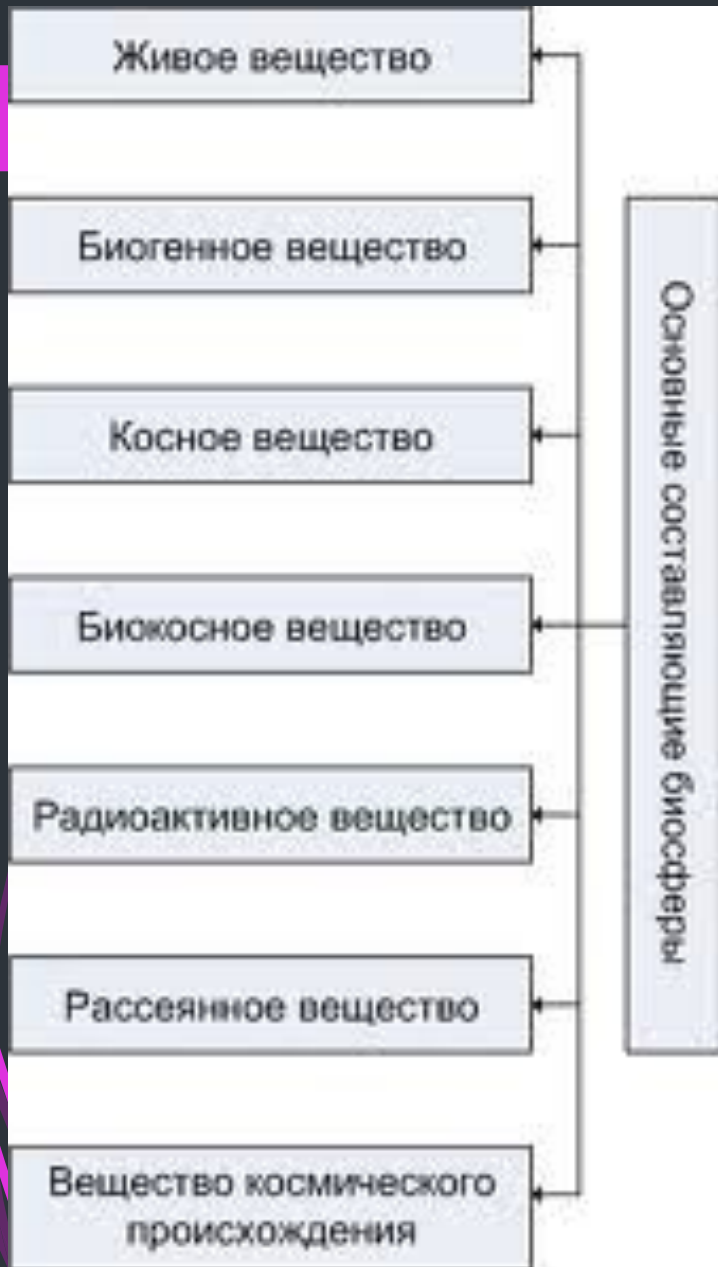 Живое вещество
Биогенное вещество
Косное вещество
Биокосное вещество
Радиоактивное вещество
Рассеянное вещество
Вещество космического
происхождения
Основные составляющие биосферы